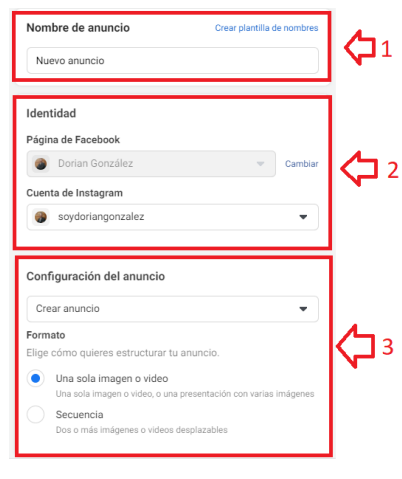 Nombre de anuncio Crear plantilla de nombres
Nuevo anuncio
1
Identidad
Página de Facebook
Dorian González Cambiar
2
Cuenta de Instagram
soydoriangonzalez
Configuración del anuncio
Crear anuncio
Formato
3
Elige cómo quieres estructurar tu anuncio.
Una sola imagen o video
Una sola imagen o video, o una presentación con varias imágenes
Secuencia
Dos o más imágenes o videos desplazables